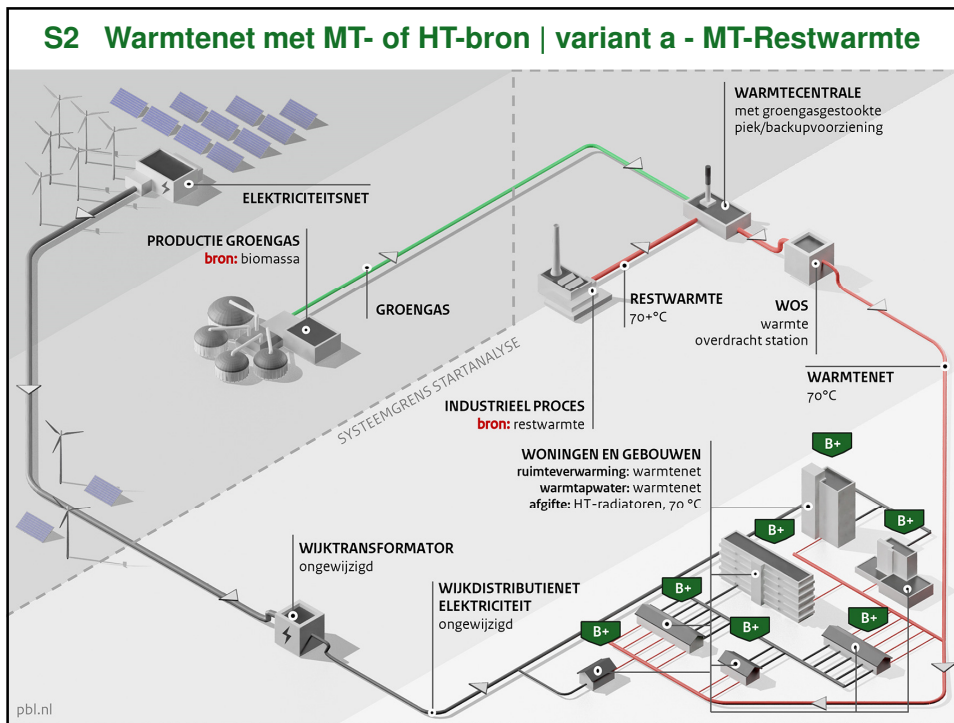 S2 Warmtenet met MT- of HT-bron | variant a - MT-Restwarmte
WARMTECENTRALE
met groengasgestookte
piek/backupvoorziening
ELEKTRICITEITSNET
PRODUCTIE GROENGAS
bron: biomassa
GROENGAS
RESTWARMTE
70+°C
WOS
warmte
overdracht station
SYSTEEMGRENS STARTANALYSE
WARMTENET
70°C
INDUSTRIEEL PROCES
bron: restwarmte
WONINGEN EN GEBOUWEN
ruimteverwarming: warmtenet
warmtapwater: warmtenet
afgifte: HT-radiatoren, 70 °C
B+
B+
B+
B+
B+
B+
B+
WIJKTRANSFORMATOR
ongewijzigd
WIJKDISTRIBUTIENET
ELEKTRICITEIT
ongewijzigd
pbl.nl